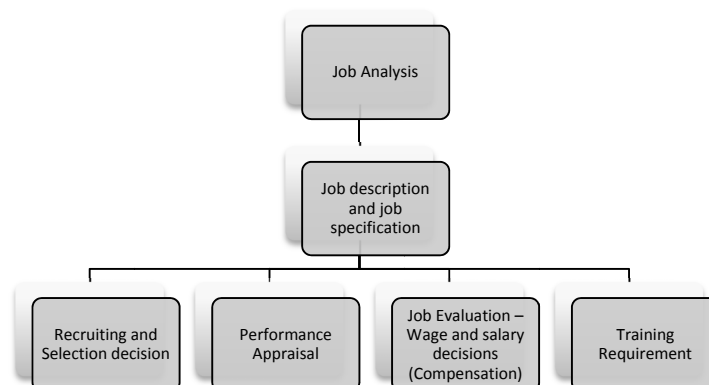 Job Analysis
Job description
and job
specification
Recruiting and
Selection decision
Performance
Appraisal
Job Evaluation –
Wage and salary
decisions
(Compensation)
Training
Requirement